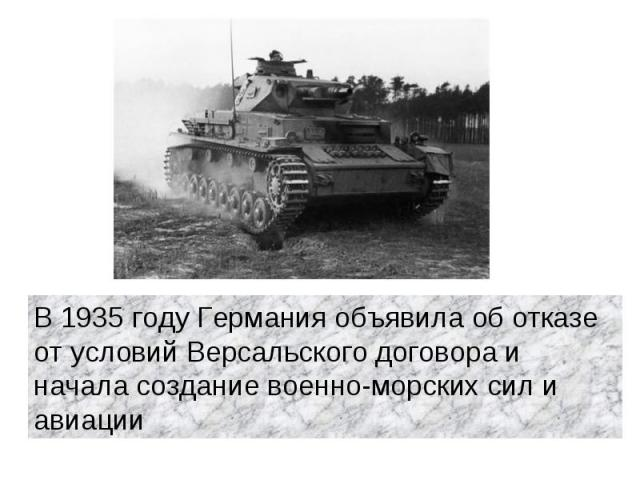 В 1935 году Германия объявила об отказе
от условий Версальского договора и
начала создание военно-морских сил и
авиации